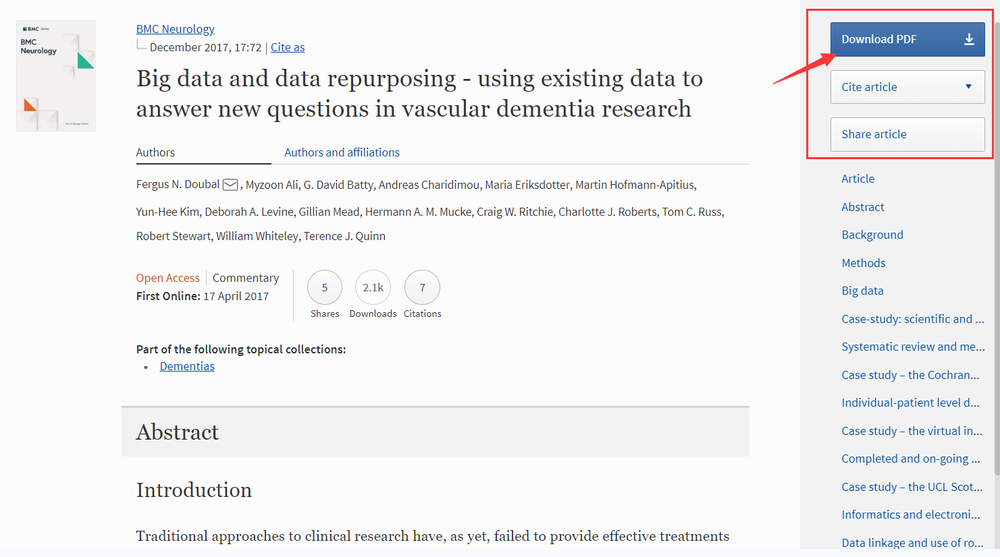 BMC Series
BMC
Neurology
Part of Springer Nature
BMC Neurology
December 2017, 17:72 | Cite as
Big data and data repurposing - using existing data to
answer new questions in vascular dementia research
Authors
Authors and affiliations
Fergus N. Doubal , Myzoon Ali, G. David Batty, Andreas Charidimou, Maria Eriksdotter, Martin Hofmann-Apitius,
Yun-Hee Kim, Deborah A. Levine, Gillian Mead, Hermann A. M. Mucke, Craig W. Ritchie, Charlotte J. Roberts, Tom C. Russ,
Robert Stewart, William Whiteley, Terence J. Quinn
Open Access
Commentary
First Online: 17 April 2017
5
Shares
2.1k
Downloads
7
Citations
Part of the following topical collections:
Dementias
Abstract
Introduction
Traditional approaches to clinical research have, as yet, failed to provide effective treatments
Download PDF
Cite article
Share article
Article
Abstract
Background
Methods
Big data
Case-study: scientific and ...
Systematic review and me...
Case study – the Cochran...
Individual-patient level d...
Case study – the virtual in...
Completed and on-going ...
Case study – the UCL Scot...
Informatics and electroni...
Data linkage and use of ro...